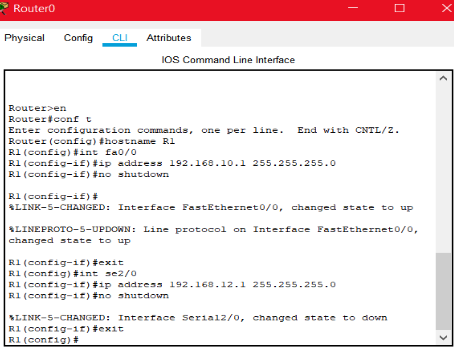 Router0
Physical Config CLI Attributes
IOS Command Line Interface
Router>en
Router#conf t
Enter configuration commands, one per line.  End with CNTL/Z.
Router(config)#hostname R1
R1(config)#int fa0/0
R1(config-if)#ip address 192.168.10.1 255.255.255.0
R1(config-if)#no shutdown
R1(config-if)#
%LINK-5-CHANGED: Interface FastEthernet0/0, changed state to up
%LINEPROTO-5-UPDOWN: Line protocol on Interface FastEthernet0/0,
changed state to up
R1(config-if)#exit
R1(config)#int se2/0
R1(config-if)#ip address 192.168.12.1 255.255.255.0
R1(config-if)#no shutdown
%LINK-5-CHANGED: Interface Serial2/0, changed state to down
R1(config-if)#exit
R1(config)#